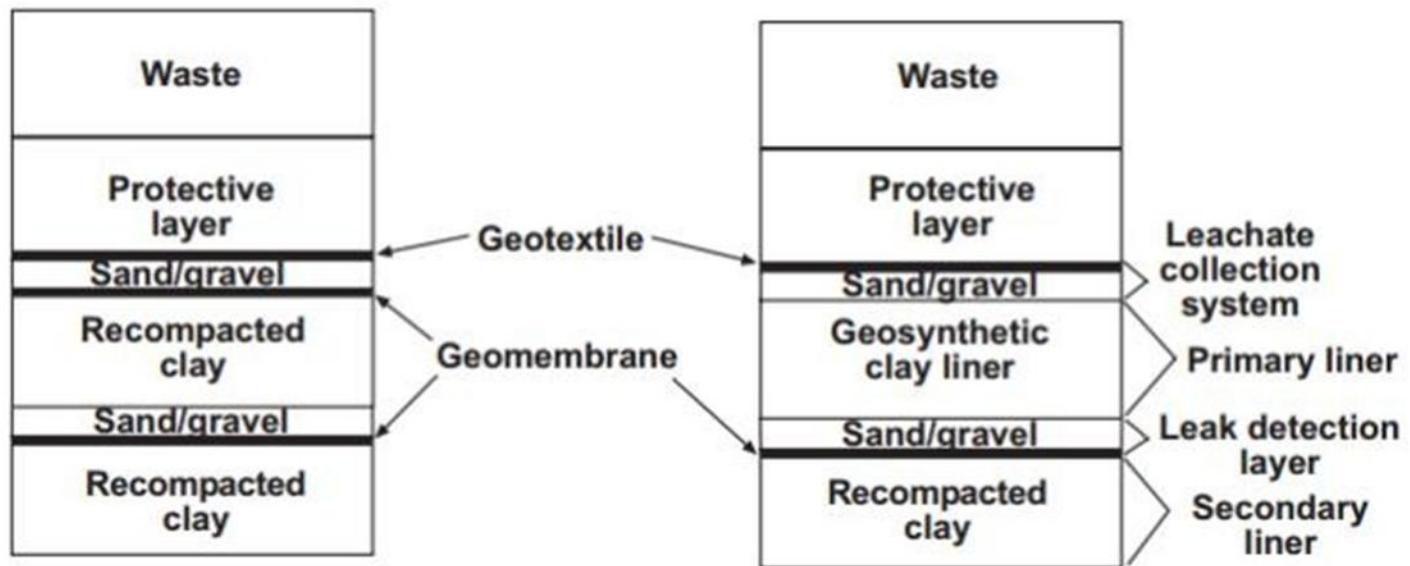 Waste
Protective
layer
Sand/gravel
Recompacted
clay
Sand/gravel
Recompacted
clay
Geotextile
Geomembrane
Waste
Protective
layer
Sand/gravel
Geosynthetic
clay liner
Sand/gravel
Recompacted
clay
Leachate
collection
system
Primary liner
Leak detection
layer
Secondary
liner